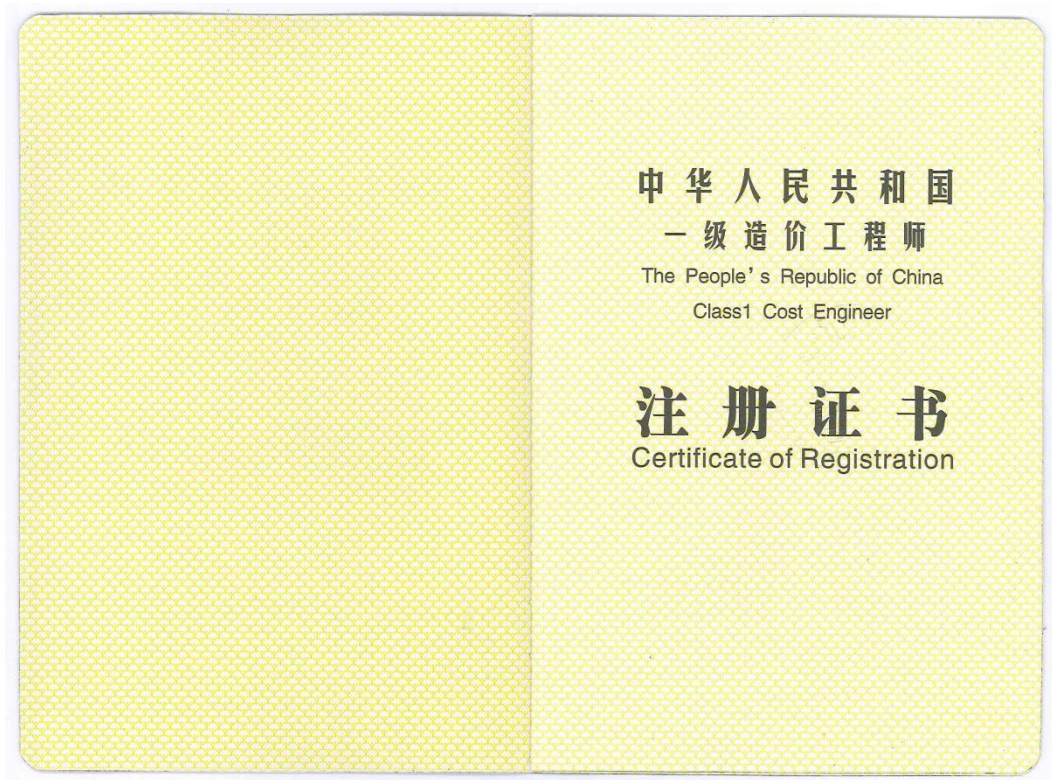 中华人民共和国
一级造价工程师
The People's Republic of China
Class1 Cost Engineer
注册证书
Certificate of Registration